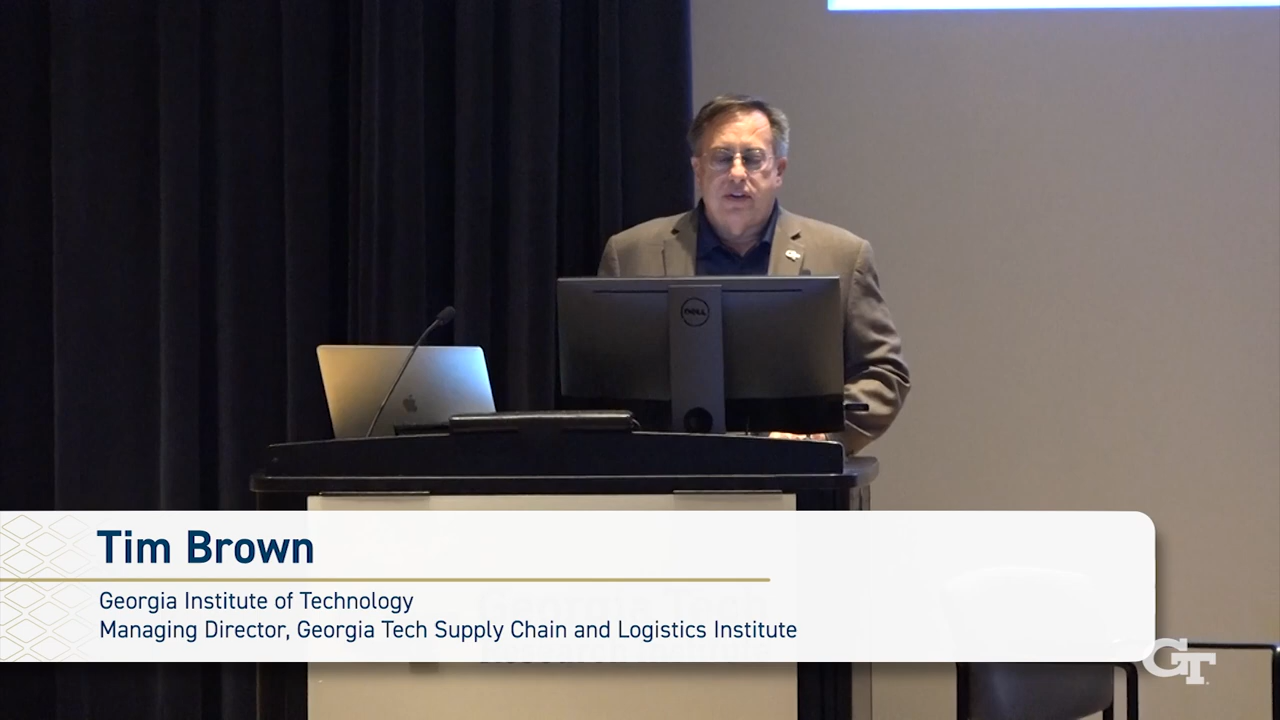 DELL
Tim Brown
Georgia Institute of Technology
Managing Director, Georgia Tech Supply Chain and Logistics Institute
GT